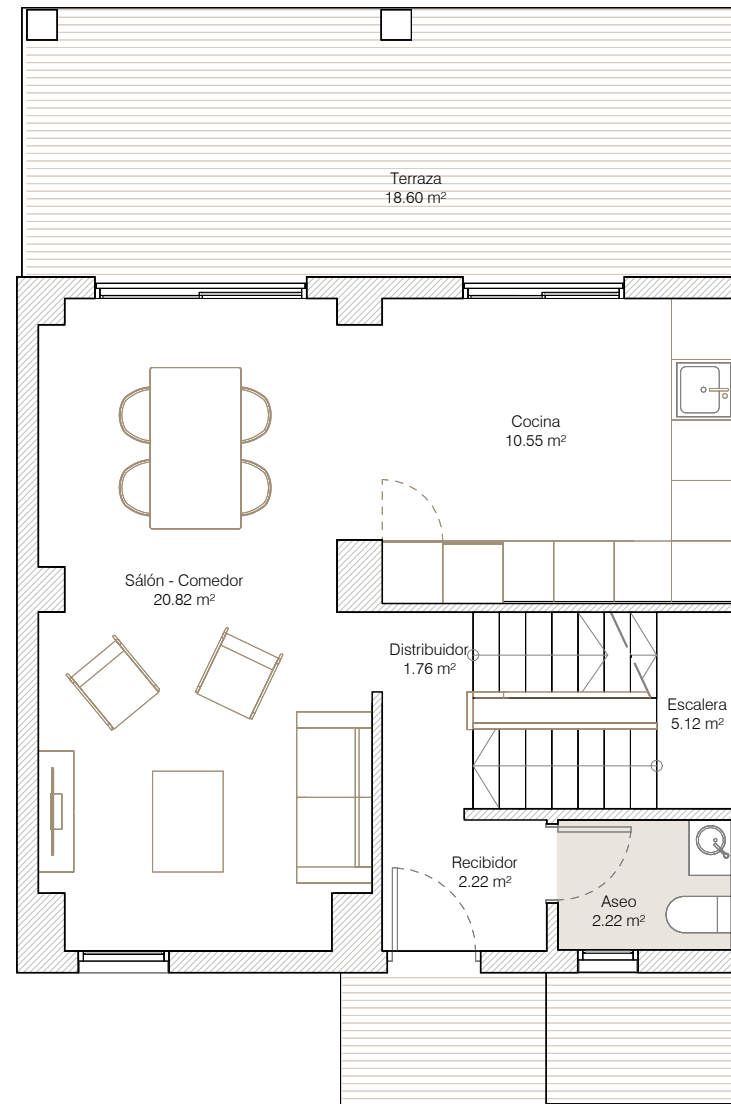 Terraza
18.60 m²
Cocina
10.55 m²
Sálón - Comedor
20.82 m²
Distribuidor
1.76 m²
Escalera
5.12 m²
Recibidor
2.22 m²
Aseo
2.22 m²